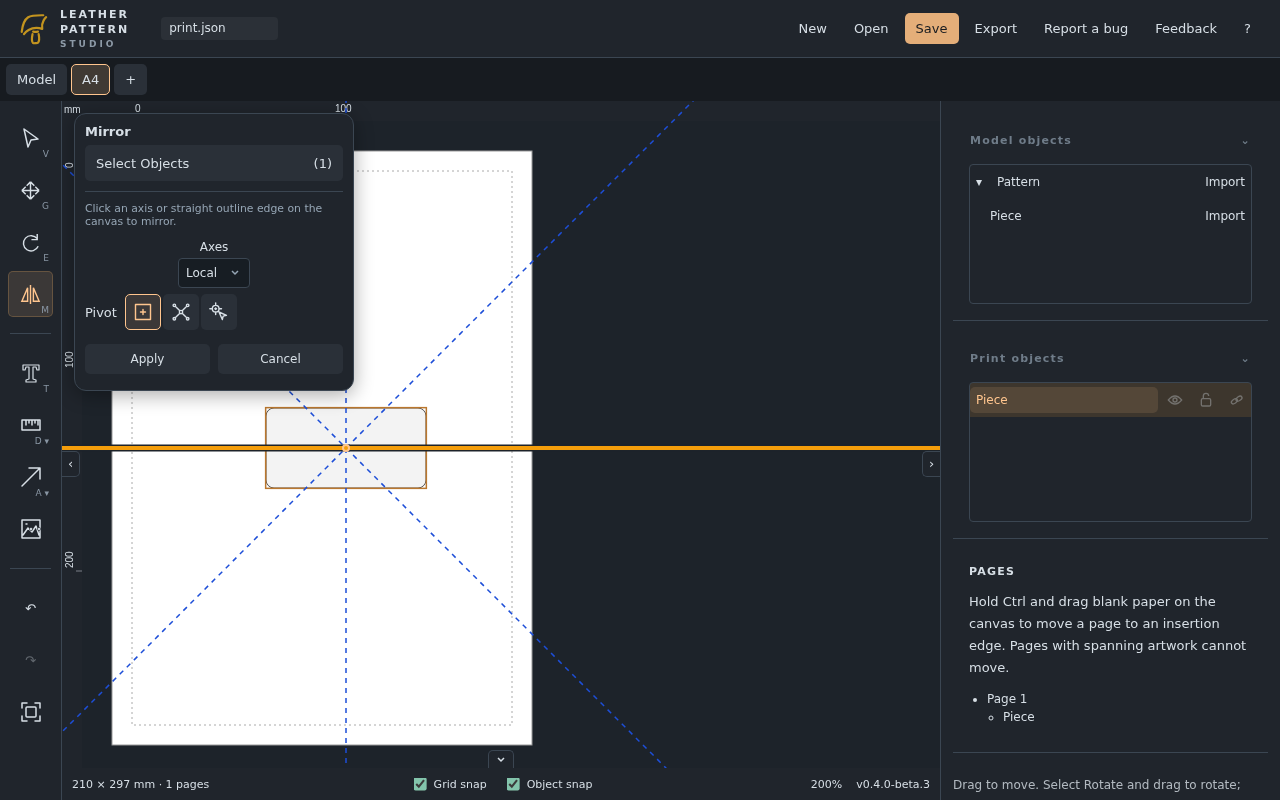 LEATHER
PATTERN
STUDIO
print.json
New
Open
Save
Export
Report a bug
Feedback
?
Model
A4
+
mm
0
100
0
100
200
V
G
E
M
T
D ▾
A ▾
Mirror
Select Objects (1)
Click an axis or straight outline edge on the
canvas to mirror.
Axes
Local
Pivot
Apply
Cancel
Model objects
▾ Pattern Import
Piece Import
Print objects
Piece
PAGES
Hold Ctrl and drag blank paper on the
canvas to move a page to an insertion
edge. Pages with spanning artwork cannot
move.
• Page 1
◦ Piece
Drag to move. Select Rotate and drag to rotate;
210 × 297 mm · 1 pages
Grid snap
Object snap
200%
v0.4.0-beta.3